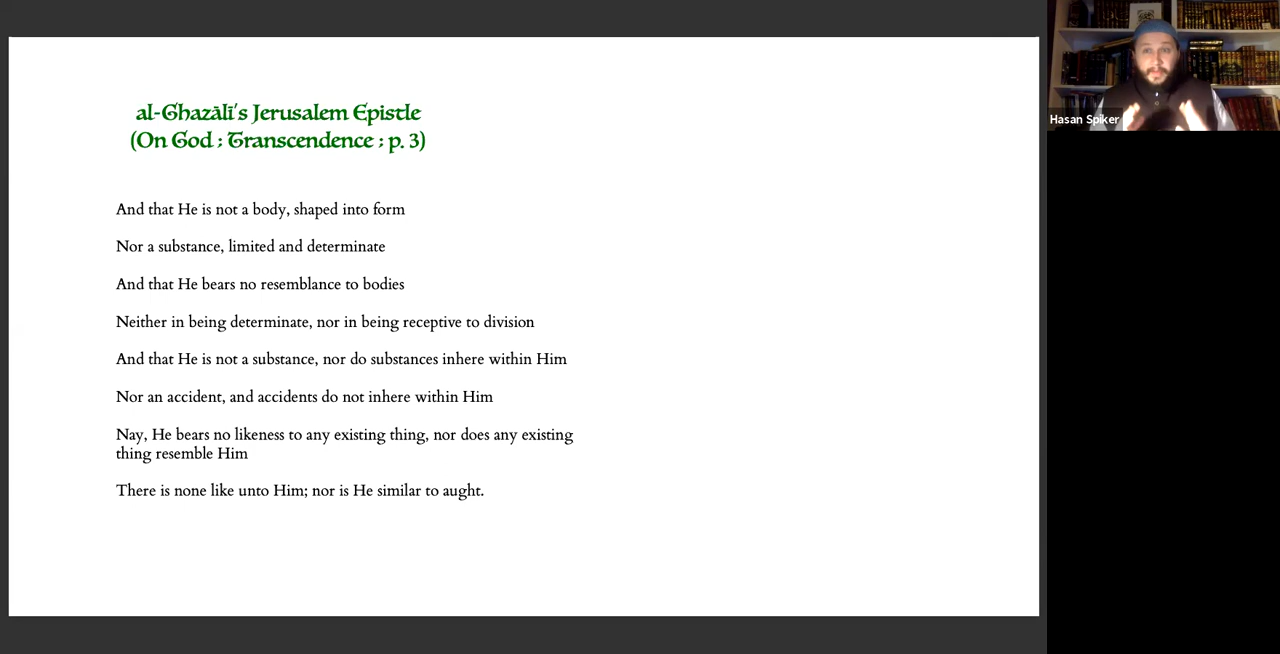 al-Ghazālī's Jerusalem Epistle
(On God ; Transcendence ; p. 3)
And that He is not a body, shaped into form
Nor a substance, limited and determinate
And that He bears no resemblance to bodies
Neither in being determinate, nor in being receptive to division
And that He is not a substance, nor do substances inhere within Him
Nor an accident, and accidents do not inhere within Him
Nay, He bears no likeness to any existing thing, nor does any existing
thing resemble Him
There is none like unto Him; nor is He similar to aught.
Hasan Spiker